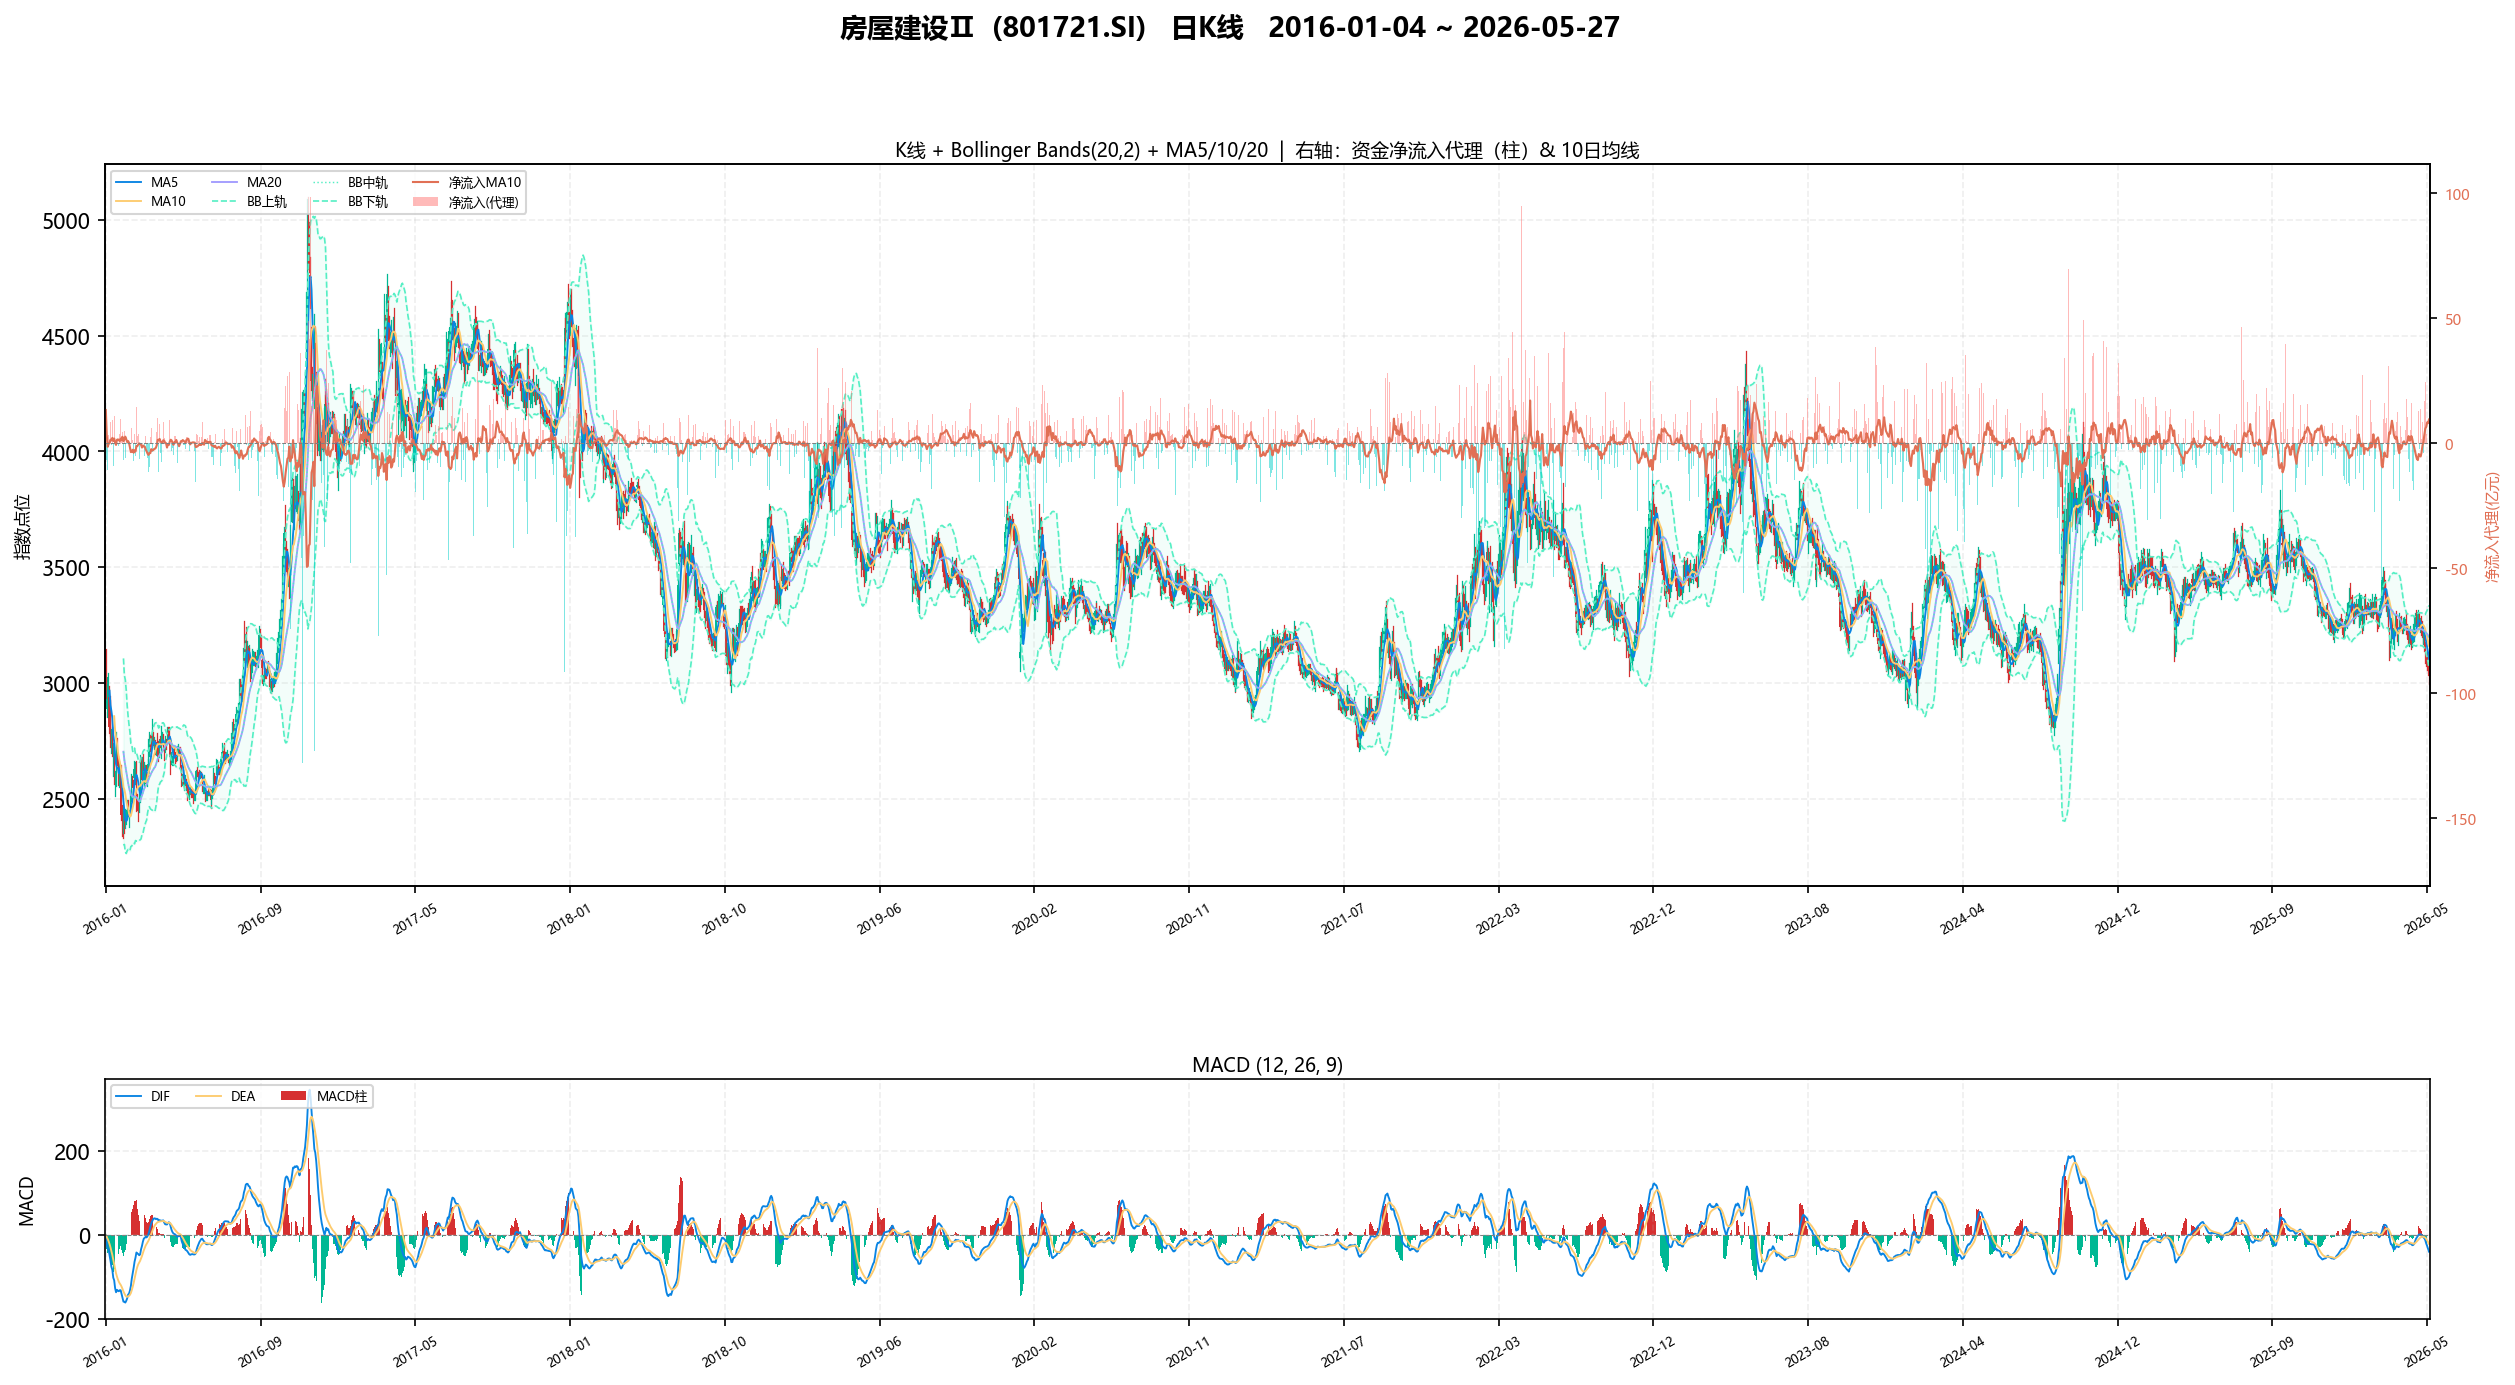 房屋建设Ⅱ (801721.SI) 日K线 2016-01-04 ~ 2026-05-27
K线 + Bollinger Bands(20,2) + MA5/10/20 | 右轴：资金净流入代理（柱）& 10日均线
MA5 MA20 BB中轨 净流入MA10
MA10 BB上轨 BB下轨 净流入(代理)
5000
4500
4000
3500
3000
2500
指数点位
100
50
0
-50
-100
-150
净流入代理(亿元)
2016-01 2016-09 2017-05 2018-01 2018-10 2019-06 2020-02 2020-11 2021-07 2022-03 2022-12 2023-08 2024-04 2024-12 2025-09 2026-05
MACD (12, 26, 9)
DIF DEA MACD柱
200
0
-200
MACD
2016-01 2016-09 2017-05 2018-01 2018-10 2019-06 2020-02 2020-11 2021-07 2022-03 2022-12 2023-08 2024-04 2024-12 2025-09 2026-05